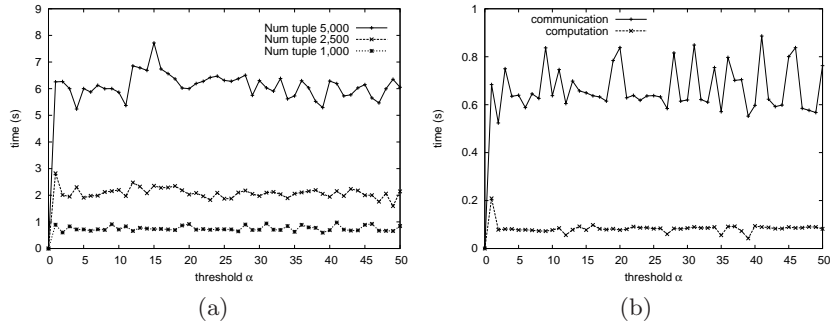 Num tuple 5,000
Num tuple 2,500
Num tuple 1,000
9
8
7
6
5
4
3
2
1
0
time (s)
0 5 10 15 20 25 30 35 40 45 50
threshold α
(a)
communication
computation
1
0.8
0.6
0.4
0.2
0
time (s)
0 5 10 15 20 25 30 35 40 45 50
threshold α
(b)